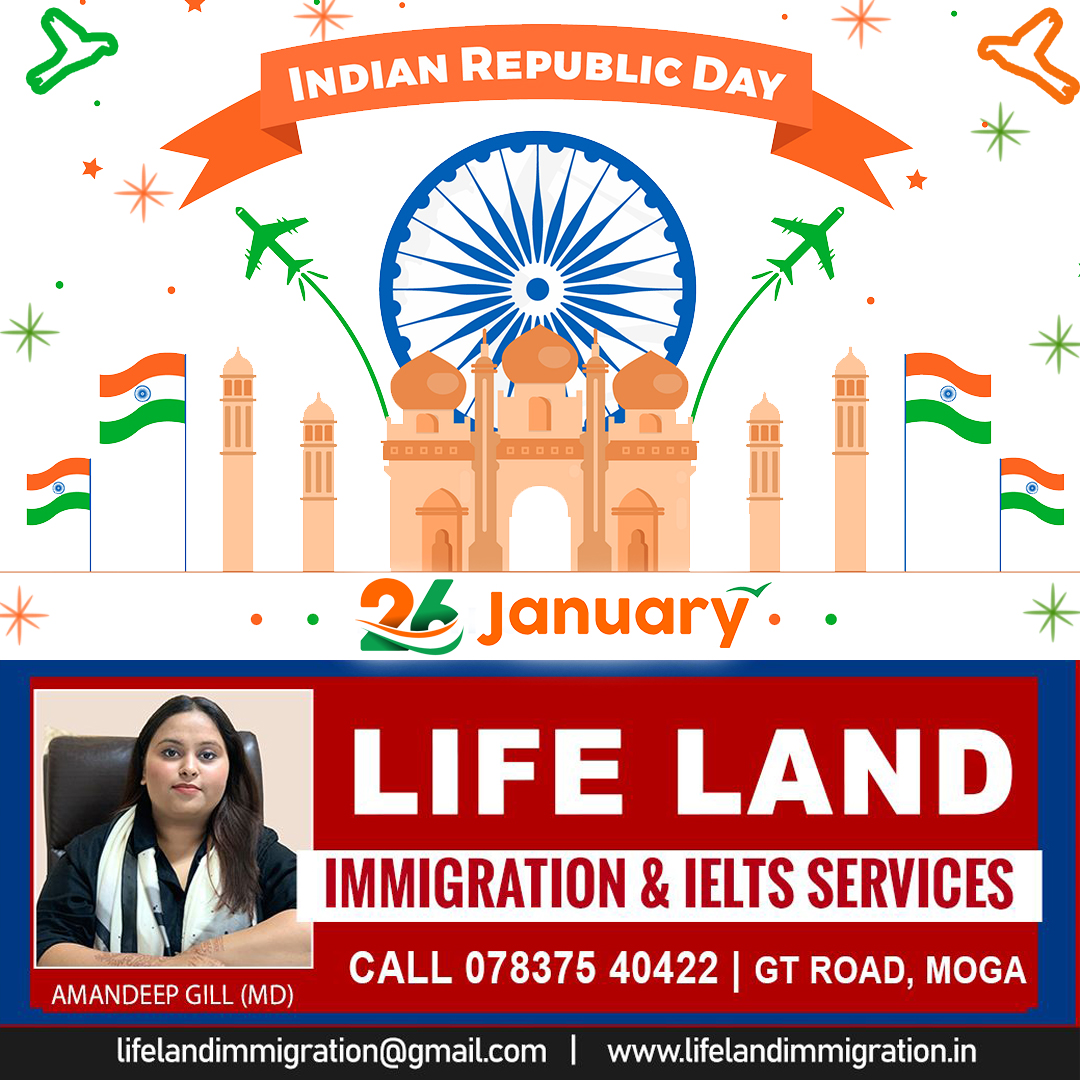 INDIAN REPUBLIC DAY
26 January
LIFE LAND
IMMIGRATION & IELTS SERVICES
CALL 078375 40422 | GT ROAD, MOGA
AMANDEEP GILL (MD)
lifelandimmigration@gmail.com | www.lifelandimmigration.in